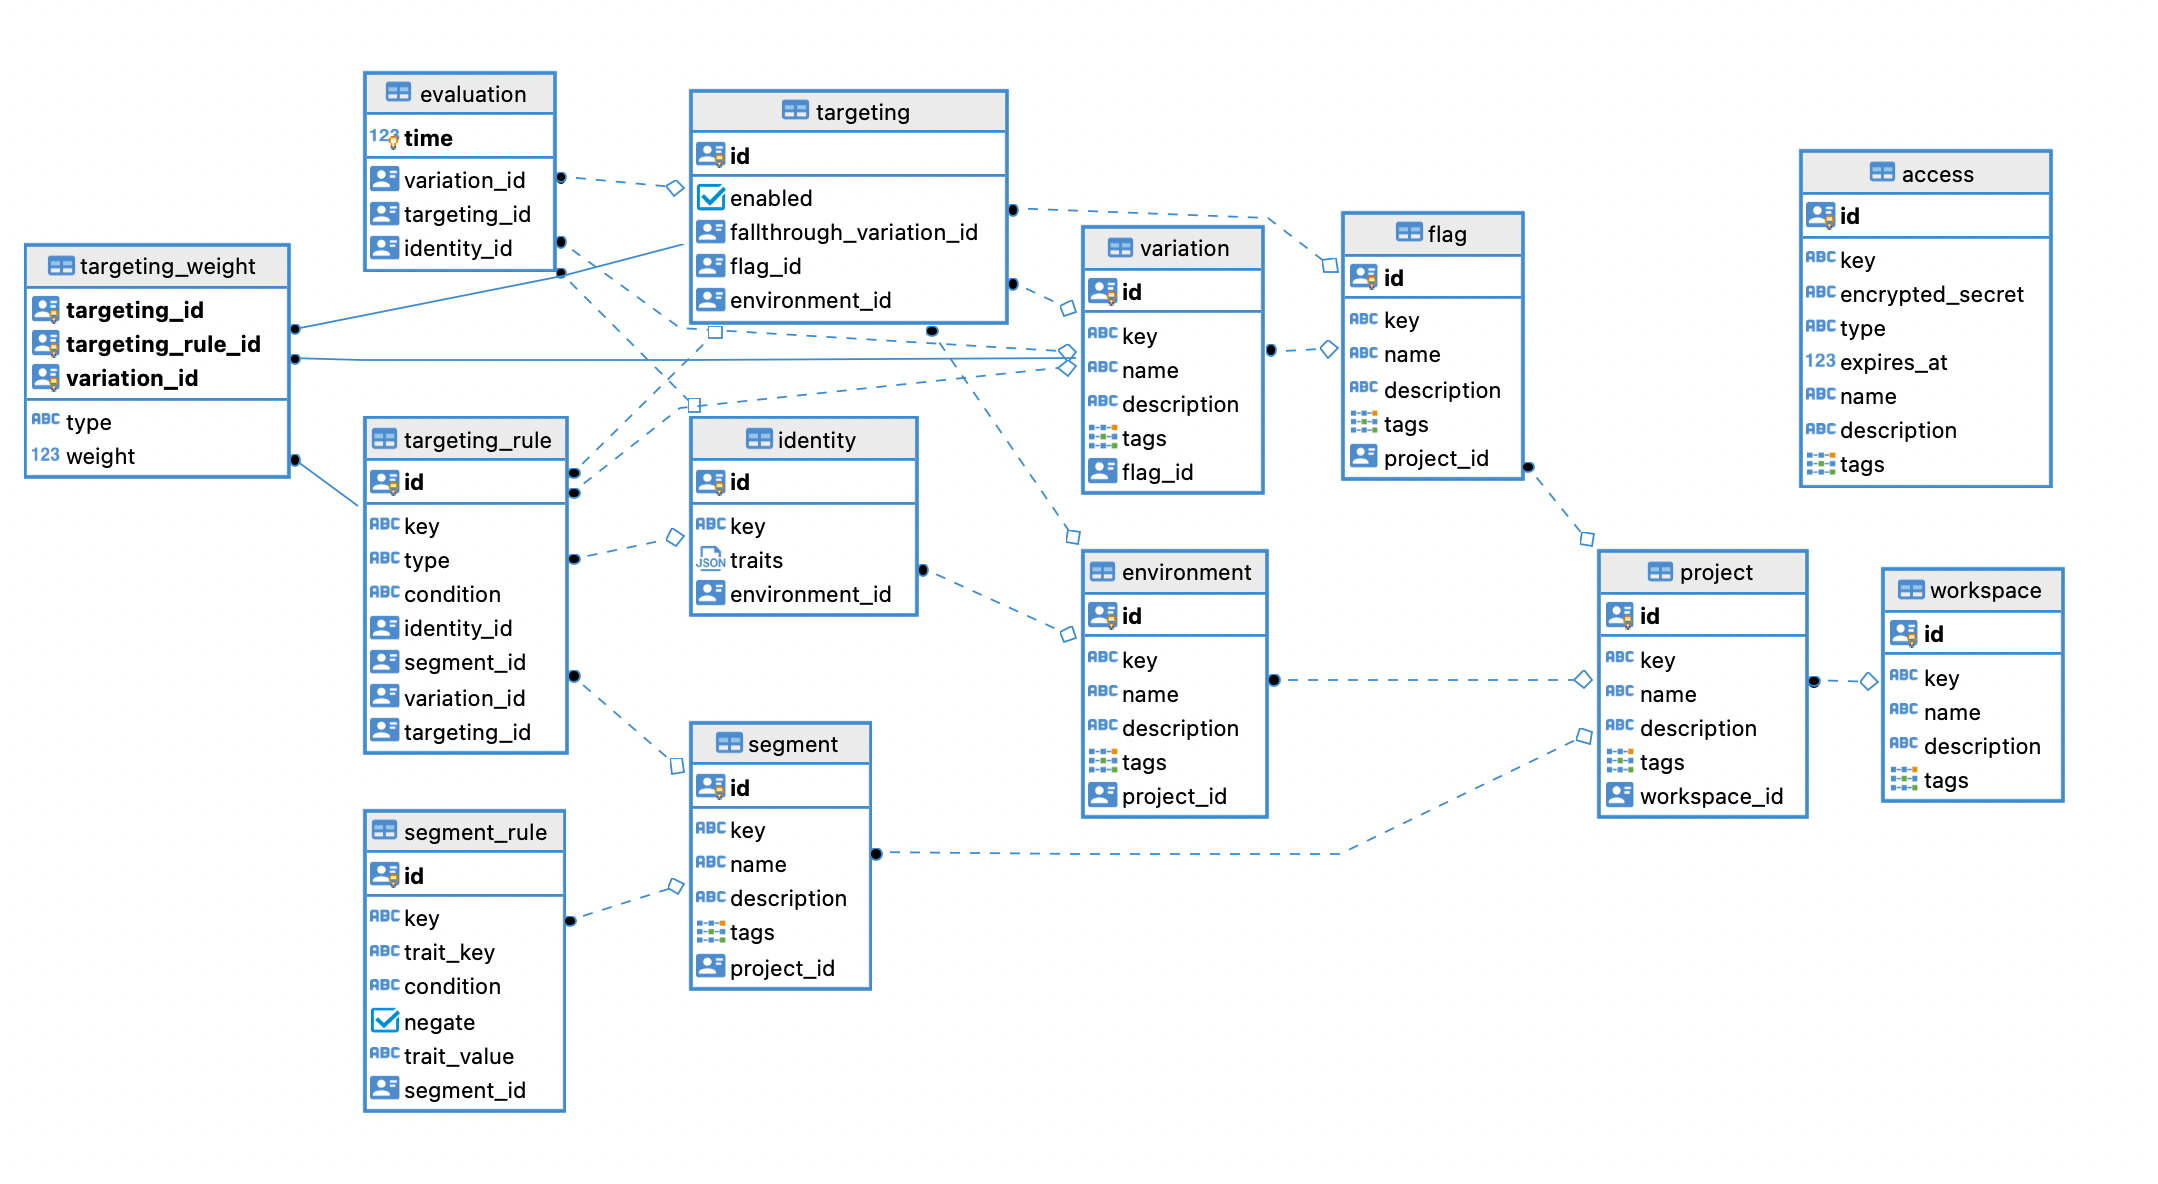 evaluation
123 time
variation_id
targeting_id
identity_id
targeting
id
enabled
fallthrough_variation_id
flag_id
environment_id
targeting_weight
targeting_id
targeting_rule_id
variation_id
ABC type
123 weight
variation
id
ABC key
ABC name
ABC description
tags
flag_id
flag
id
ABC key
ABC name
ABC description
tags
project_id
access
id
ABC key
ABC encrypted_secret
ABC type
123 expires_at
ABC name
ABC description
tags
targeting_rule
id
ABC key
ABC type
ABC condition
identity_id
segment_id
variation_id
targeting_id
identity
id
ABC key
JSON traits
environment_id
environment
id
ABC key
ABC name
ABC description
tags
project_id
project
id
ABC key
ABC name
ABC description
tags
workspace_id
workspace
id
ABC key
ABC name
ABC description
tags
segment
id
ABC key
ABC name
ABC description
tags
project_id
segment_rule
id
ABC key
ABC trait_key
ABC condition
negate
ABC trait_value
segment_id